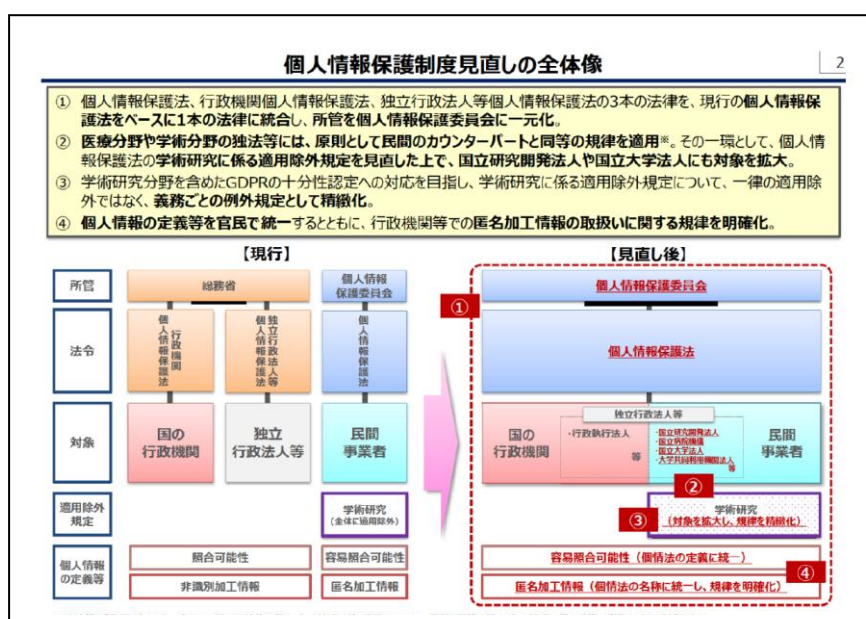 個人情報保護制度見直しの全体像
2
① 個人情報保護法、行政機関個人情報保護法、独立行政法人等個人情報保護法の3本の法律を、現行の個人情報保
護法をベースに1本の法律に統合し、所管を個人情報保護委員会に一元化。
② 医療分野や学術分野の独法等には、原則として民間のカウンターパートと同等の規律を適用※。その一環として、個人情
報保護法の学術研究に係る適用除外規定を見直した上で、国立研究開発法人や国立大学法人にも対象を拡大。
③ 学術研究分野を含めたGDPRの十分性認定への対応を目指し、学術研究に係る適用除外規定について、一律の適用除
外ではなく、義務ごとの例外規定として精緻化。
④ 個人情報の定義等を官民で統一するとともに、行政機関等での匿名加工情報の取扱いに関する規律を明確化。
【現行】
所管
総務省
個人情報
保護委員会
法令
行政機関
個人情報保護法
独立行政法人等
個人情報保護法
個人情報保護法
対象
国の
行政機関
独立
行政法人等
民間
事業者
適用除外
規定
学術研究
(全体に適用除外)
個人情報
の定義等
照合可能性
容易照合可能性
非識別加工情報
匿名加工情報
【見直し後】
①
個人情報保護委員会
個人情報保護法
独立行政法人等
国の
行政機関
・行政執行法人
等
・国立研究開発法人
・国立病院機構
・国立大学法人
・大学共同利用機関法人
等
民間
事業者
②
③
学術研究
(対象を拡大し、規律を精緻化)
容易照合可能性(個情法の定義に統一)
④
匿名加工情報(個情法の名称に統一し、規律を明確化)